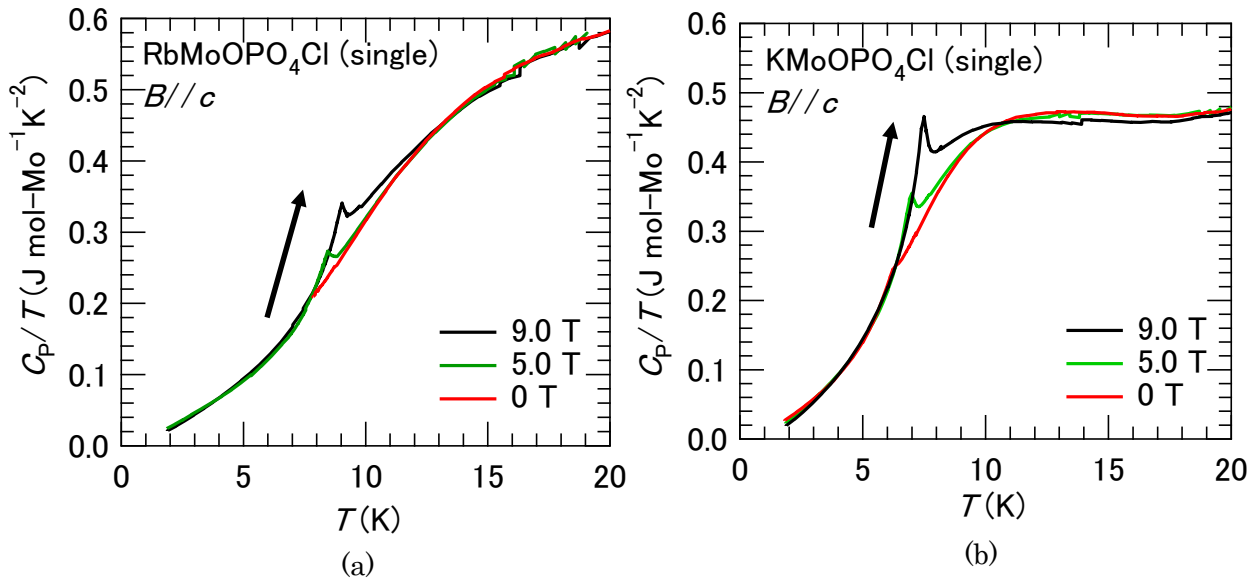 RbMoOPO₄Cl (single)
B//c
0.6
0.5
0.4
0.3
0.2
0.1
0.0
C_P/T (J mol-Mo⁻¹K⁻²)
9.0 T
5.0 T
0 T
0 5 10 15 20
T (K)
(a)
KMoOPO₄Cl (single)
B//c
0.6
0.5
0.4
0.3
0.2
0.1
0.0
C_P/T (J mol-Mo⁻¹K⁻²)
9.0 T
5.0 T
0 T
0 5 10 15 20
T (K)
(b)